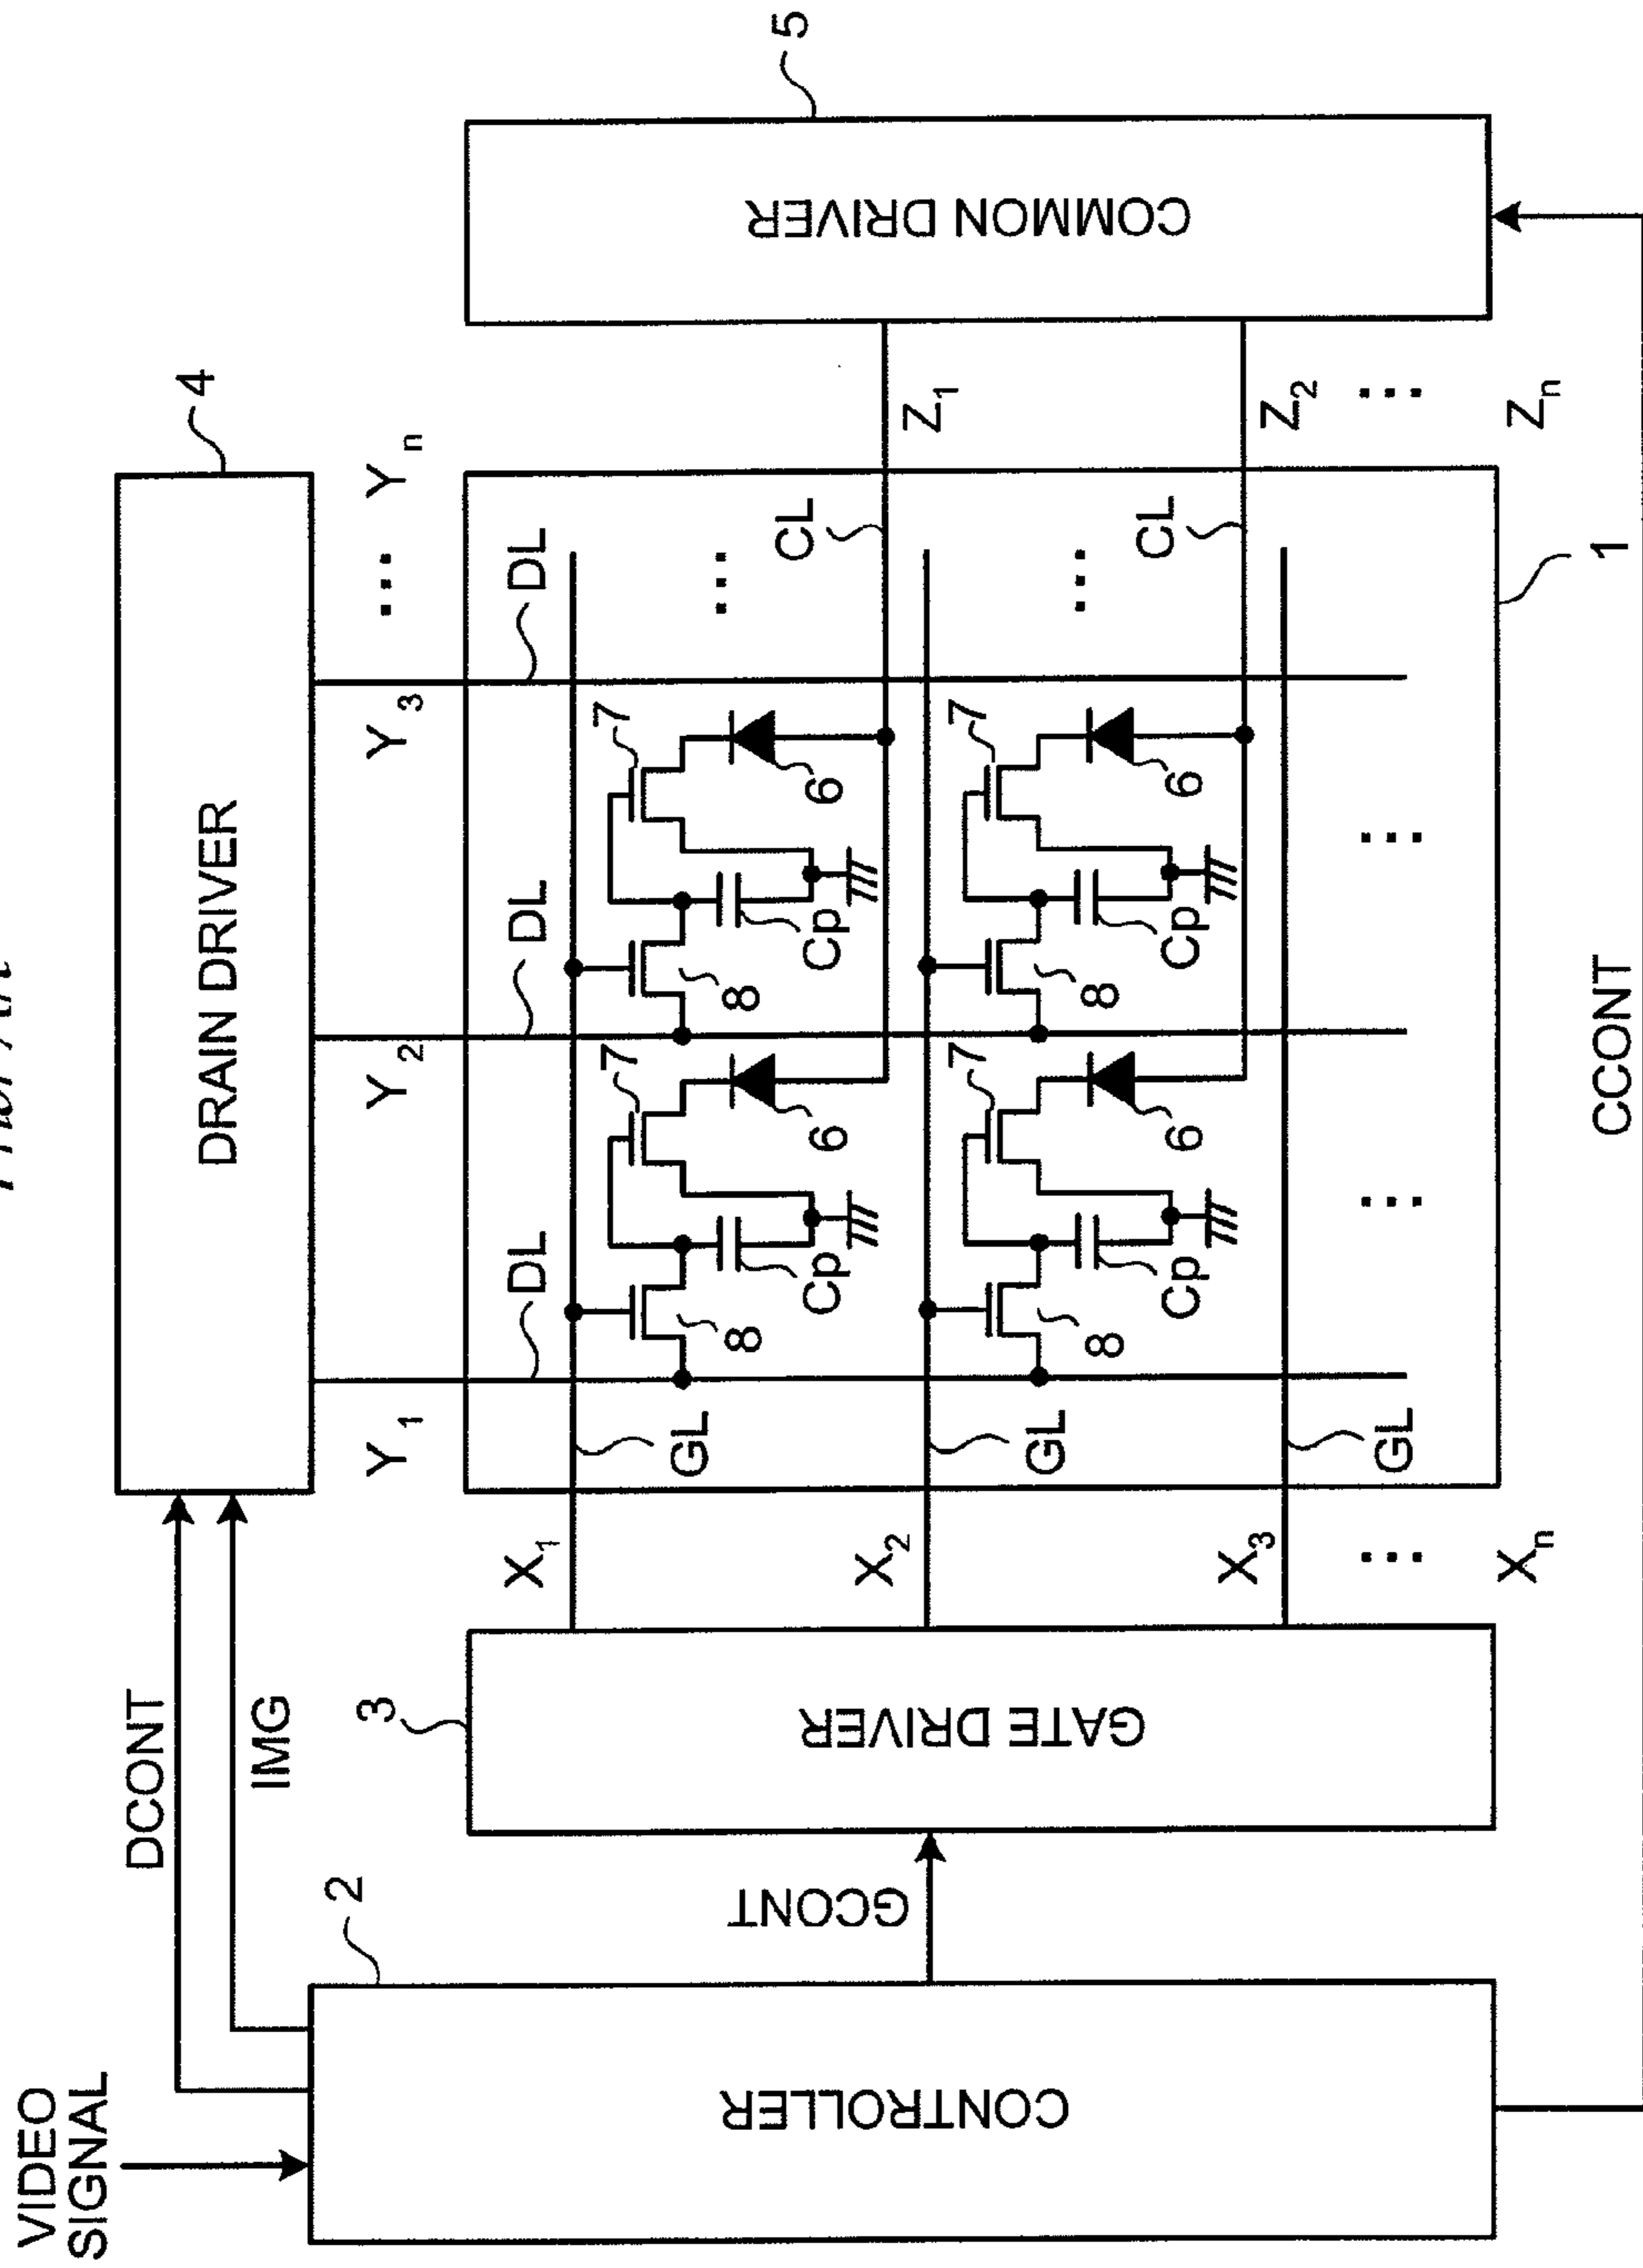 VIDEO
SIGNAL
DCONT
IMG
DRAIN DRIVER
4
2
3
5
Y1
Y2
Y3
...
Yn
CONTROLLER
GCONT
GATE DRIVER
COMMON DRIVER
X1
DL
DL
DL
7
7
GL
8
Cp
6
8
Cp
6
...
CL
Z1
X2
7
7
GL
8
Cp
6
8
Cp
6
...
CL
Z2
X3
GL
...
...
...
...
Xn
Zn
1
CCONT